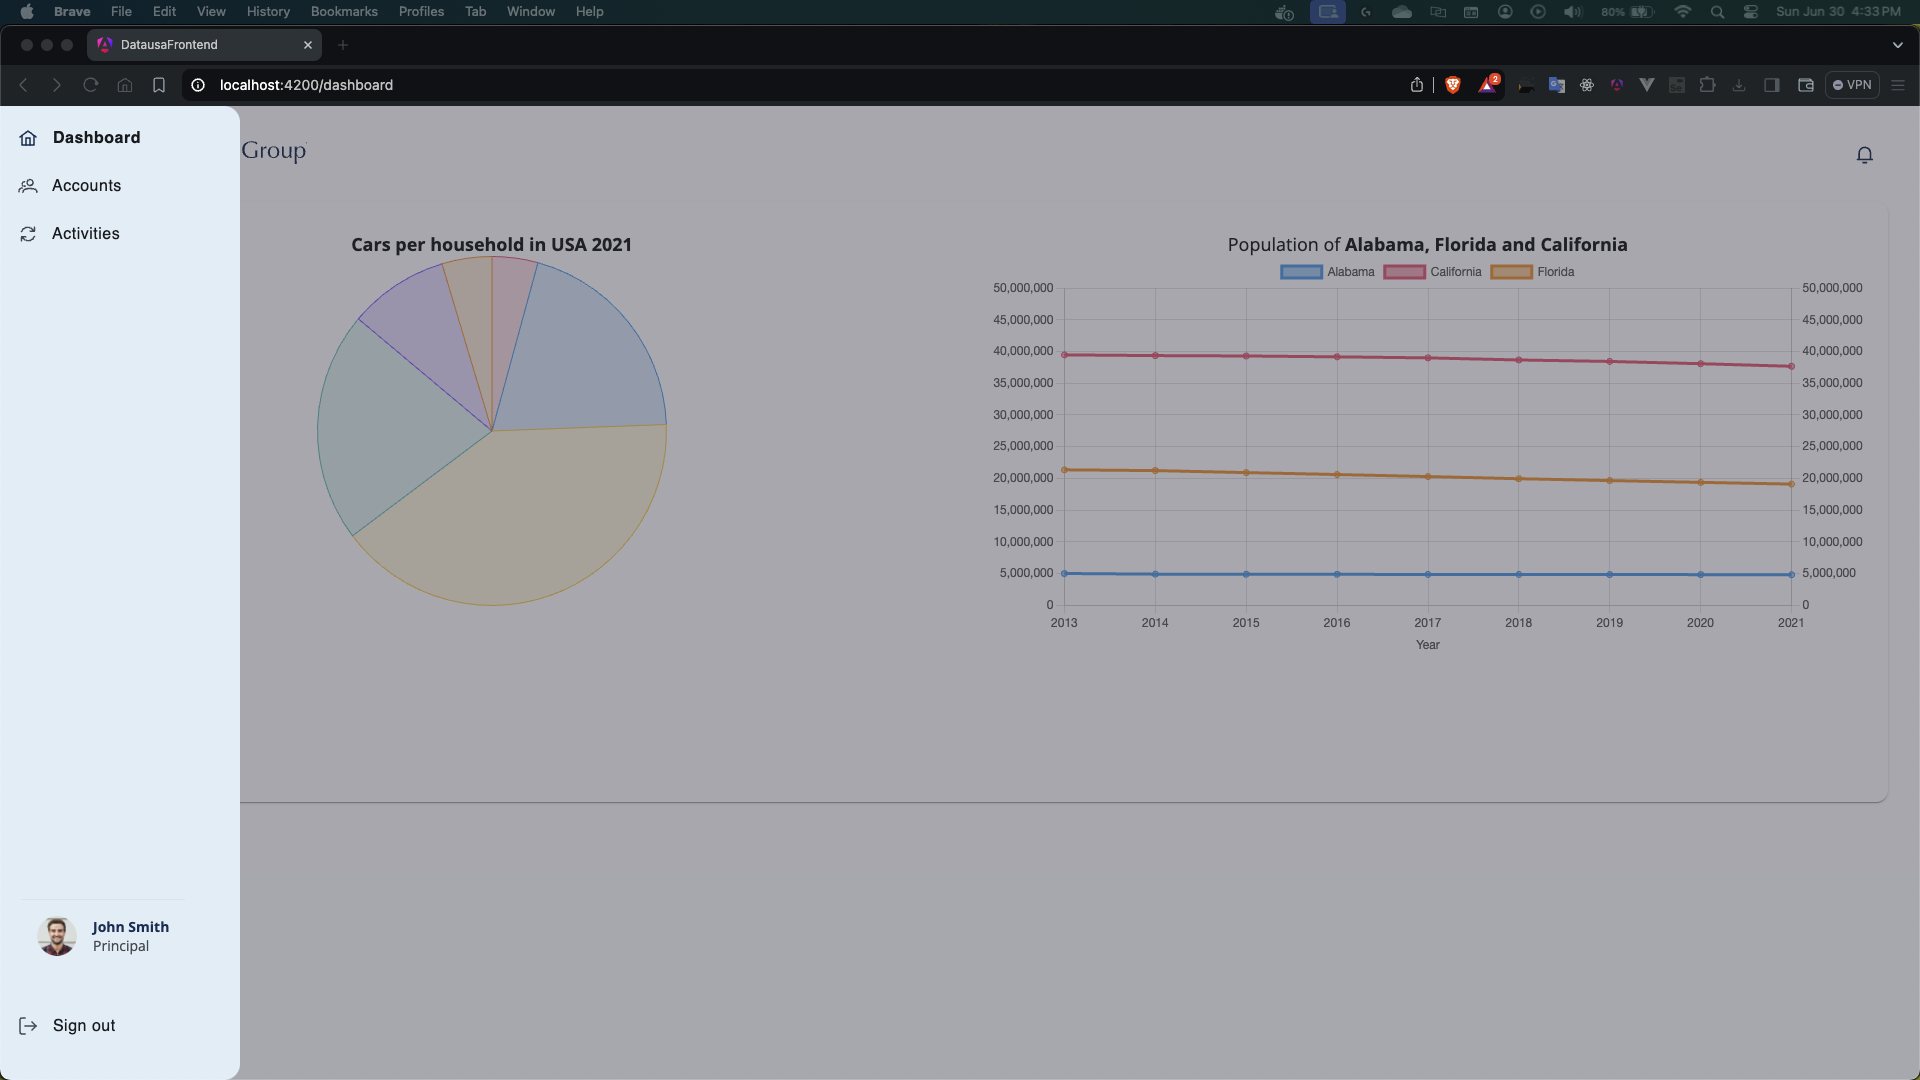 Brave File Edit View History Bookmarks Profiles Tab Window Help 80% Sun Jun 30 4:33 PM
DatausaFrontend
localhost:4200/dashboard 2 VPN
Dashboard
Accounts
Activities
John Smith
Principal
Sign out
Group
Cars per household in USA 2021
Population of Alabama, Florida and California
Alabama California Florida
50,000,000 50,000,000
45,000,000 45,000,000
40,000,000 40,000,000
35,000,000 35,000,000
30,000,000 30,000,000
25,000,000 25,000,000
20,000,000 20,000,000
15,000,000 15,000,000
10,000,000 10,000,000
5,000,000 5,000,000
0 0
2013 2014 2015 2016 2017 2018 2019 2020 2021
Year